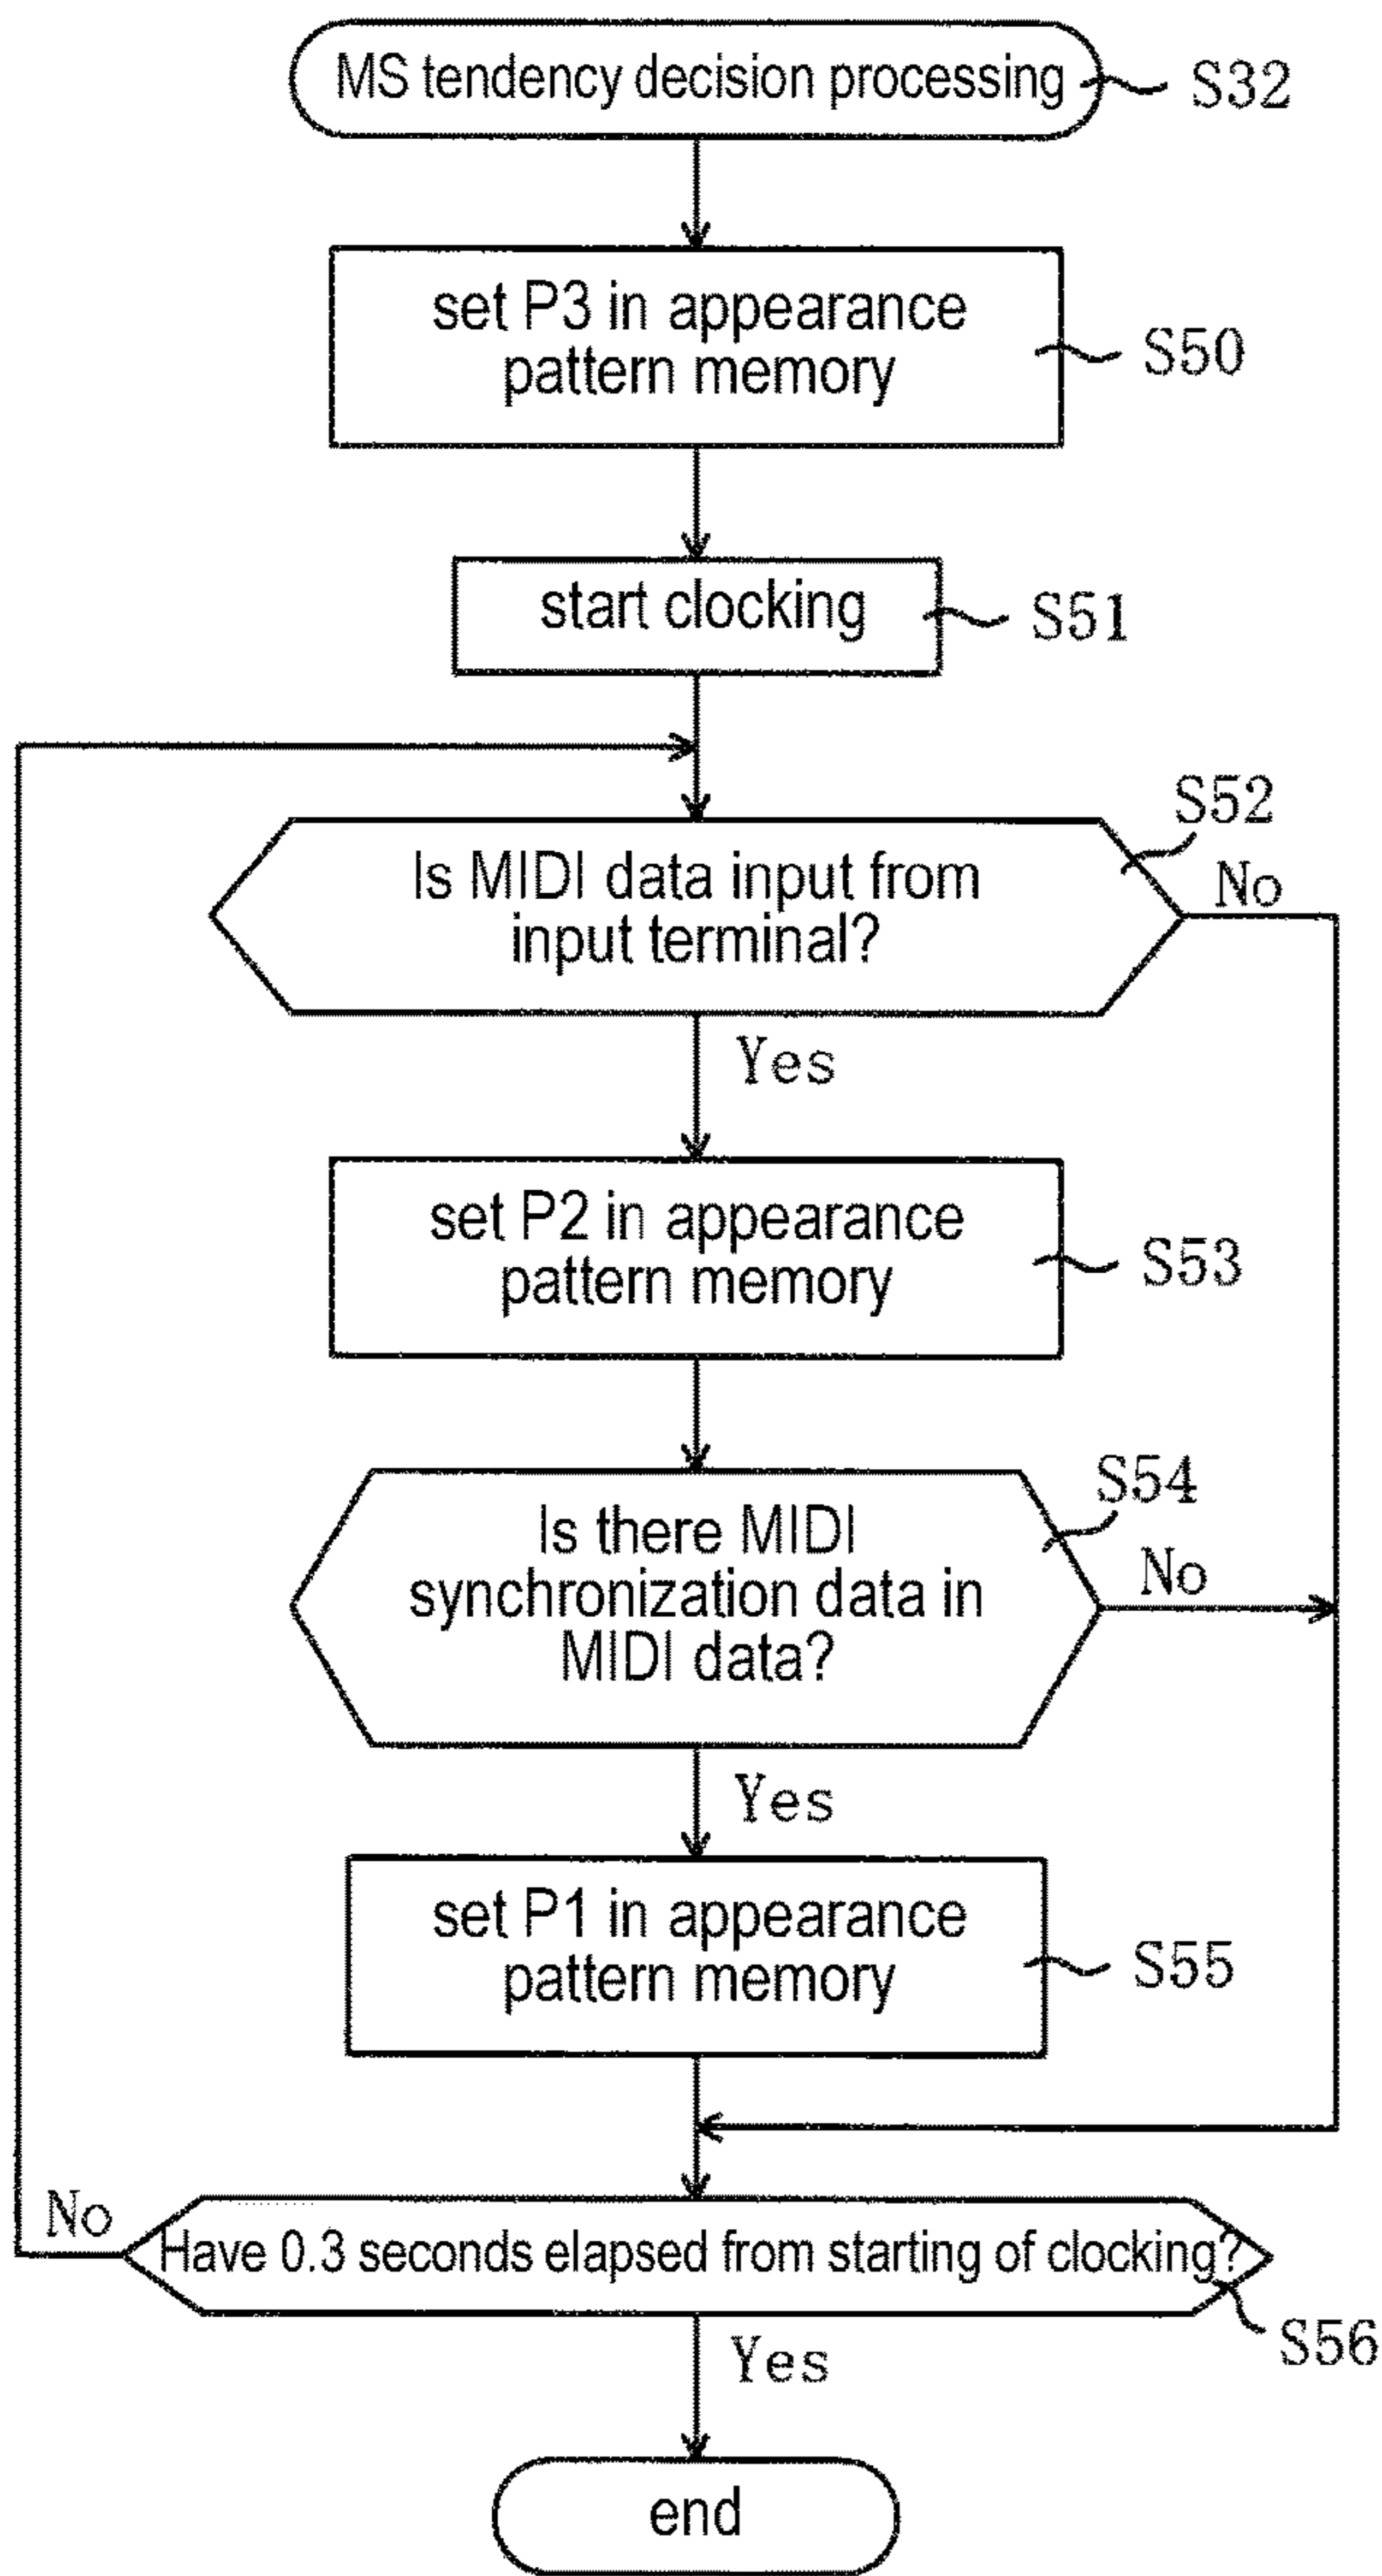 MS tendency decision processing
S32
set P3 in appearance
pattern memory
S50
start clocking
S51
S52
Is MIDI data input from
input terminal?
No
Yes
set P2 in appearance
pattern memory
S53
S54
Is there MIDI
synchronization data in
MIDI data?
No
Yes
set P1 in appearance
pattern memory
S55
No
Have 0.3 seconds elapsed from starting of clocking?
S56
Yes
end